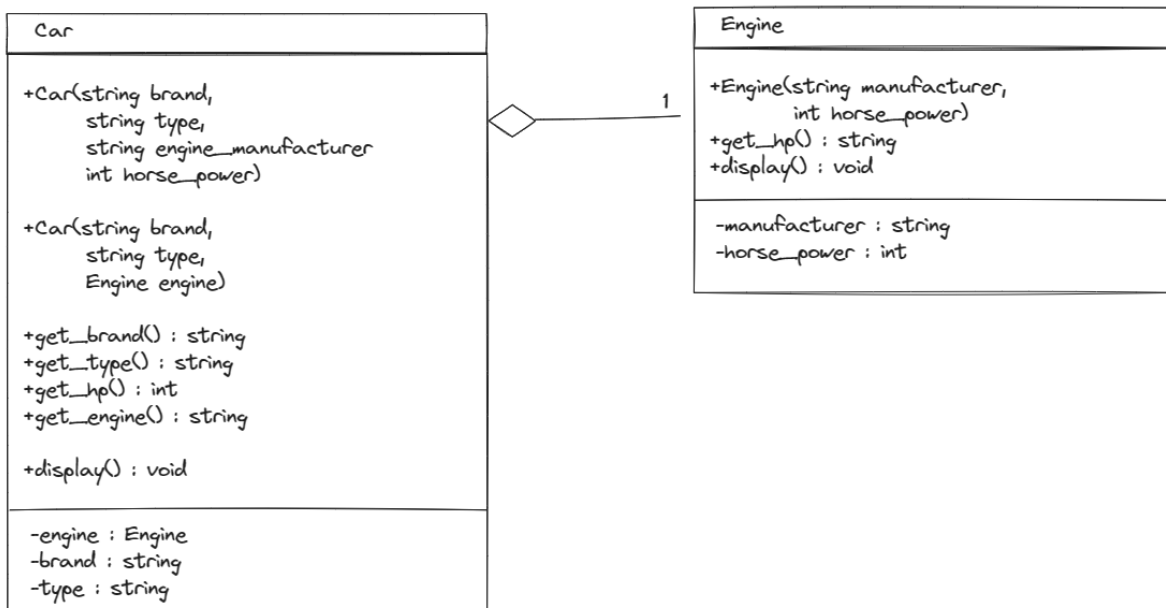 Car
+Car(string brand,
string type,
string engine_manufacturer
int horse_power)
+Car(string brand,
string type,
Engine engine)
+get_brand() : string
+get_type() : string
+get_hp() : int
+get_engine() : string
+display() : void
-engine : Engine
-brand : string
-type : string
1
Engine
+Engine(string manufacturer,
int horse_power)
+get_hp() : string
+display() : void
-manufacturer : string
-horse_power : int